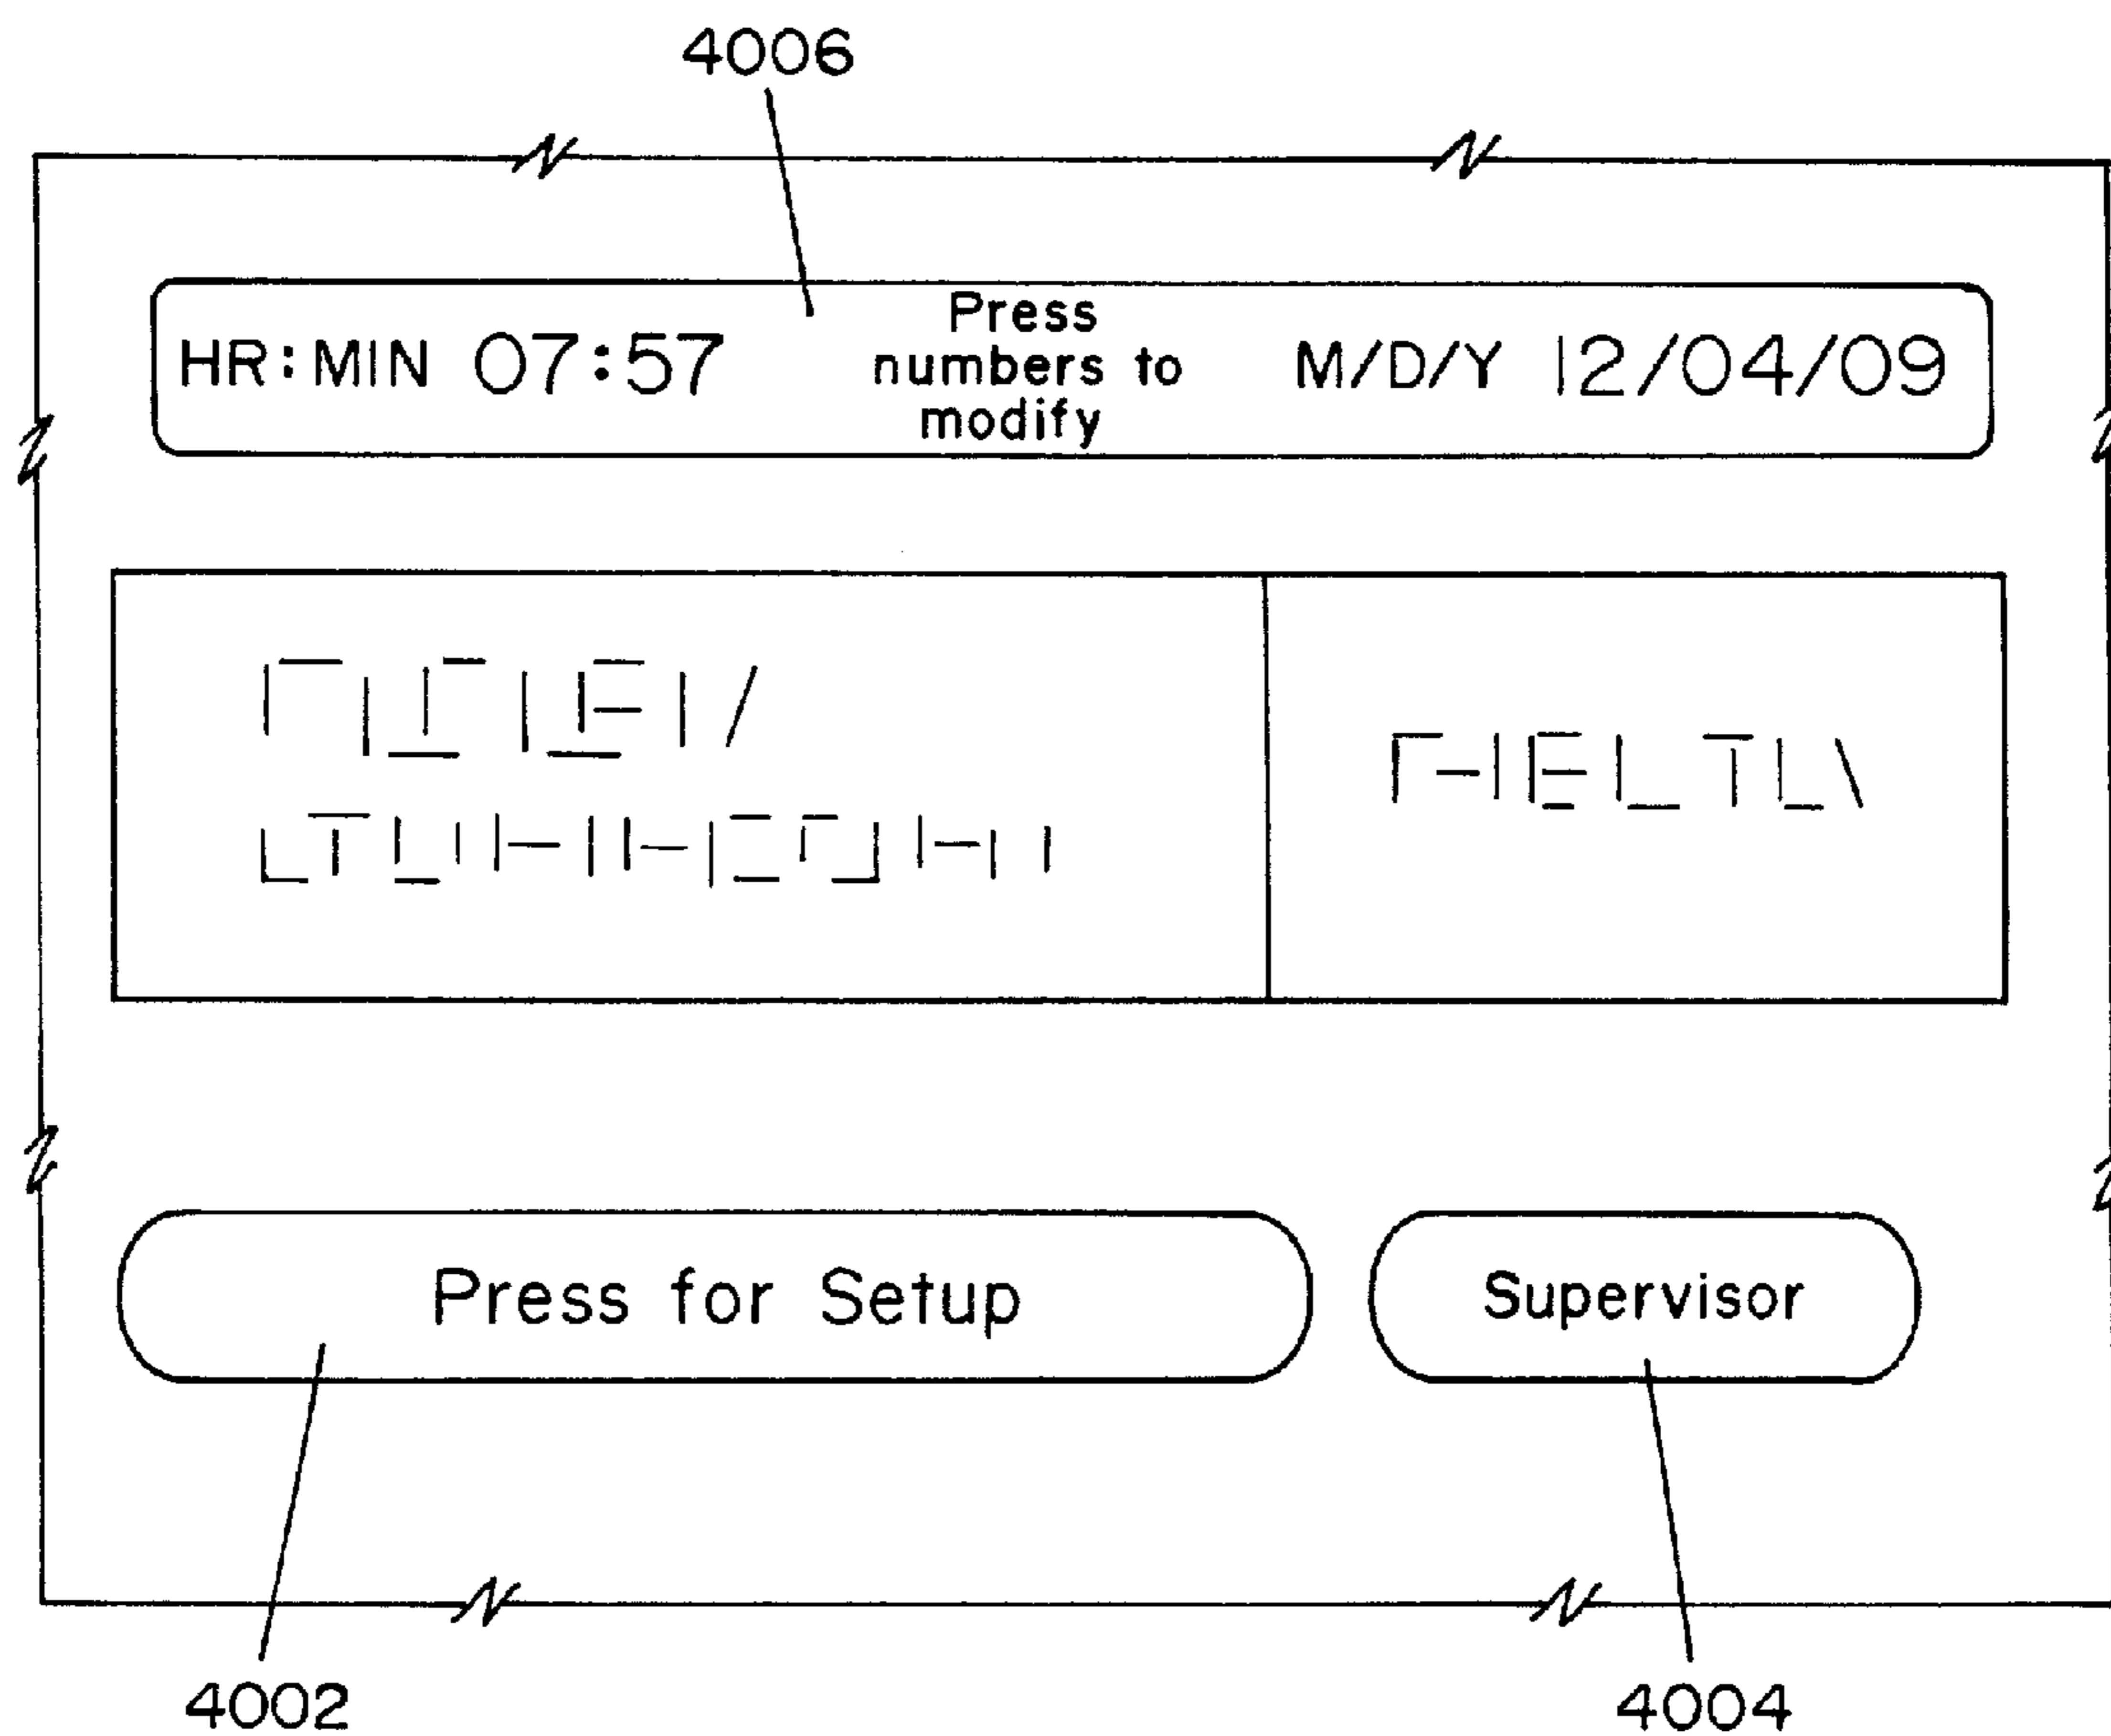 4006
HR:MIN 07:57 Press numbers to modify M/D/Y 12/04/09
Press for Setup
Supervisor
4002
4004